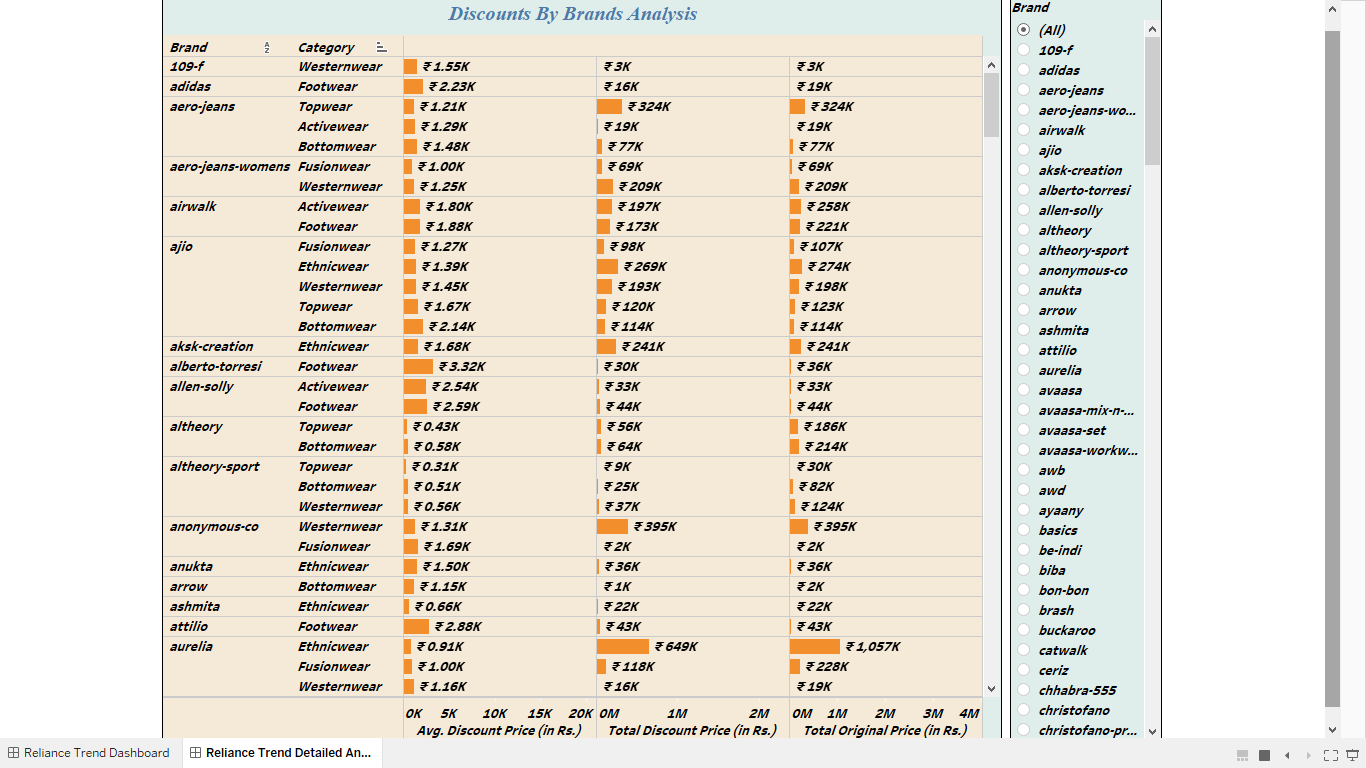 Discounts By Brands Analysis
Brand Category
109-f Westernwear ₹ 1.55K ₹ 3K ₹ 3K
adidas Footwear ₹ 2.23K ₹ 16K ₹ 19K
aero-jeans Topwear ₹ 1.21K ₹ 324K ₹ 324K
Activewear ₹ 1.29K ₹ 19K ₹ 19K
Bottomwear ₹ 1.48K ₹ 77K ₹ 77K
aero-jeans-womens Fusionwear ₹ 1.00K ₹ 69K ₹ 69K
Westernwear ₹ 1.25K ₹ 209K ₹ 209K
airwalk Activewear ₹ 1.80K ₹ 197K ₹ 258K
Footwear ₹ 1.88K ₹ 173K ₹ 221K
ajio Fusionwear ₹ 1.27K ₹ 98K ₹ 107K
Ethnicwear ₹ 1.39K ₹ 269K ₹ 274K
Westernwear ₹ 1.45K ₹ 193K ₹ 198K
Topwear ₹ 1.67K ₹ 120K ₹ 123K
Bottomwear ₹ 2.14K ₹ 114K ₹ 114K
aksk-creation Ethnicwear ₹ 1.68K ₹ 241K ₹ 241K
alberto-torresi Footwear ₹ 3.32K ₹ 30K ₹ 36K
allen-solly Activewear ₹ 2.54K ₹ 33K ₹ 33K
Footwear ₹ 2.59K ₹ 44K ₹ 44K
altheory Topwear ₹ 0.43K ₹ 56K ₹ 186K
Bottomwear ₹ 0.58K ₹ 64K ₹ 214K
altheory-sport Topwear ₹ 0.31K ₹ 9K ₹ 30K
Bottomwear ₹ 0.51K ₹ 25K ₹ 82K
Westernwear ₹ 0.56K ₹ 37K ₹ 124K
anonymous-co Westernwear ₹ 1.31K ₹ 395K ₹ 395K
Fusionwear ₹ 1.69K ₹ 2K ₹ 2K
anukta Ethnicwear ₹ 1.50K ₹ 36K ₹ 36K
arrow Bottomwear ₹ 1.15K ₹ 1K ₹ 2K
ashmita Ethnicwear ₹ 0.66K ₹ 22K ₹ 22K
attilio Footwear ₹ 2.88K ₹ 43K ₹ 43K
aurelia Ethnicwear ₹ 0.91K ₹ 649K ₹ 1,057K
Fusionwear ₹ 1.00K ₹ 118K ₹ 228K
Westernwear ₹ 1.16K ₹ 16K ₹ 19K
0K 5K 10K 15K 20K 0M 1M 2M 0M 1M 2M 3M 4M
Avg. Discount Price (in Rs.) Total Discount Price (in Rs.) Total Original Price (in Rs.)
Brand
(All)
109-f
adidas
aero-jeans
aero-jeans-wo...
airwalk
ajio
aksk-creation
alberto-torresi
allen-solly
altheory
altheory-sport
anonymous-co
anukta
arrow
ashmita
attilio
aurelia
avaasa
avaasa-mix-n-...
avaasa-set
avaasa-workw...
awb
awd
ayaany
basics
be-indi
biba
bon-bon
brash
buckaroo
catwalk
ceriz
chhabra-555
christofano
christofano-pr...
Reliance Trend Dashboard Reliance Trend Detailed An...